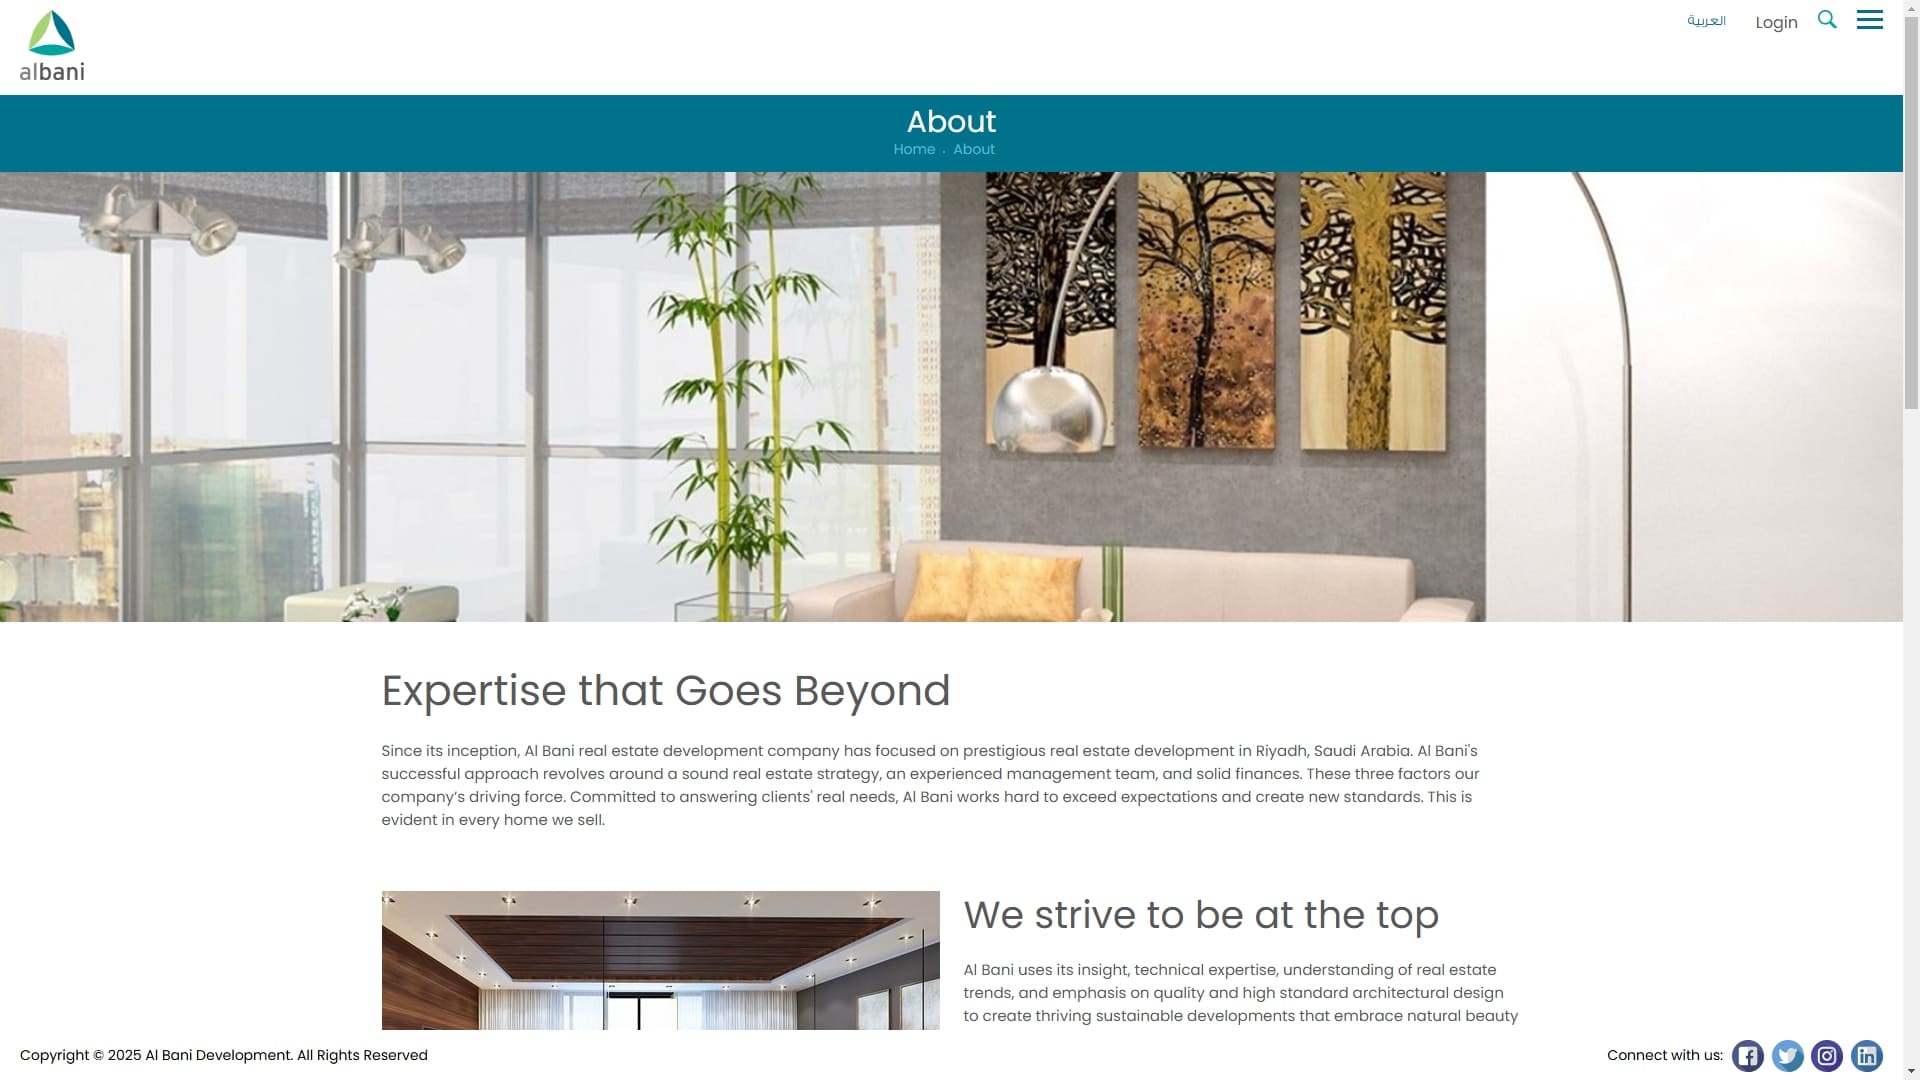 albani
العربية
Login
About
Home . About
Expertise that Goes Beyond
Since its inception, Al Bani real estate development company has focused on prestigious real estate development in Riyadh, Saudi Arabia. Al Bani's
successful approach revolves around a sound real estate strategy, an experienced management team, and solid finances. These three factors our
company’s driving force. Committed to answering clients' real needs, Al Bani works hard to exceed expectations and create new standards. This is
evident in every home we sell.
We strive to be at the top
Al Bani uses its insight, technical expertise, understanding of real estate
trends, and emphasis on quality and high standard architectural design
to create thriving sustainable developments that embrace natural beauty
Copyright © 2025 Al Bani Development. All Rights Reserved
Connect with us: